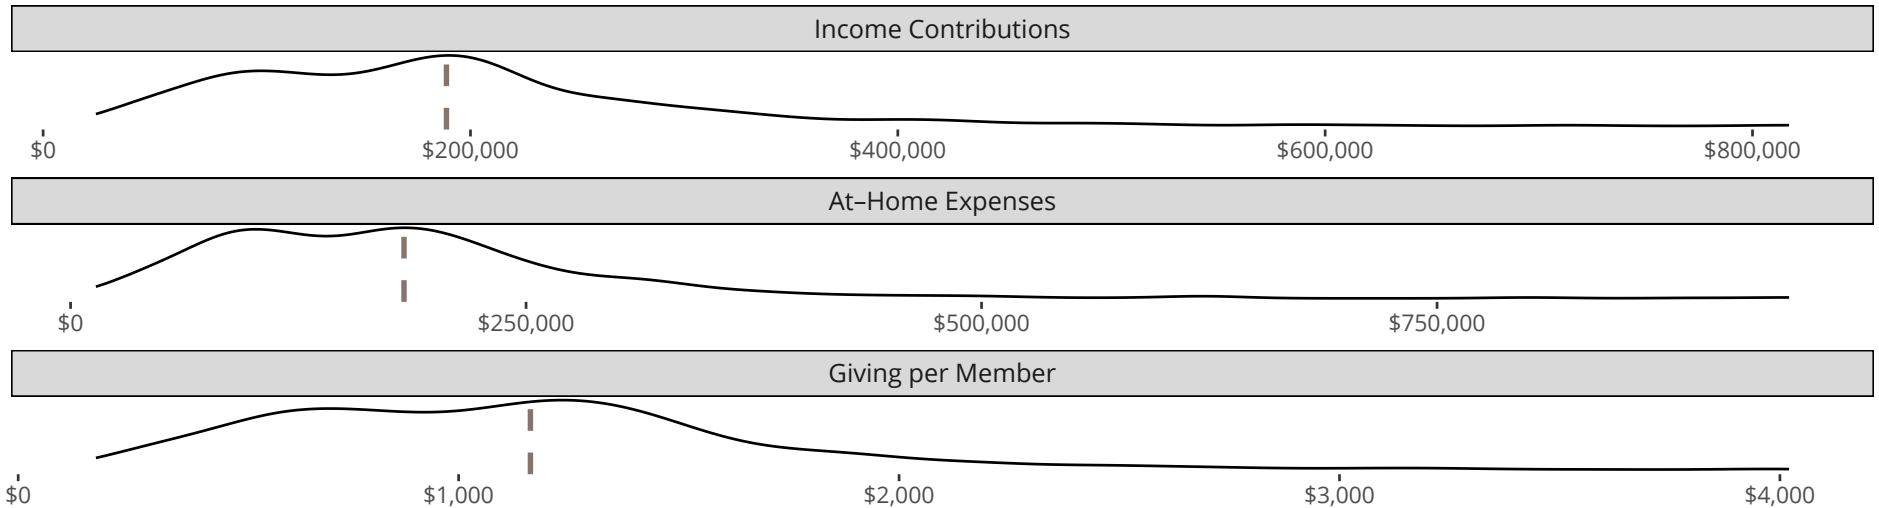 Income Contributions
$0 $200,000 $400,000 $600,000 $800,000
At–Home Expenses
$0 $250,000 $500,000 $750,000
Giving per Member
$0 $1,000 $2,000 $3,000 $4,000